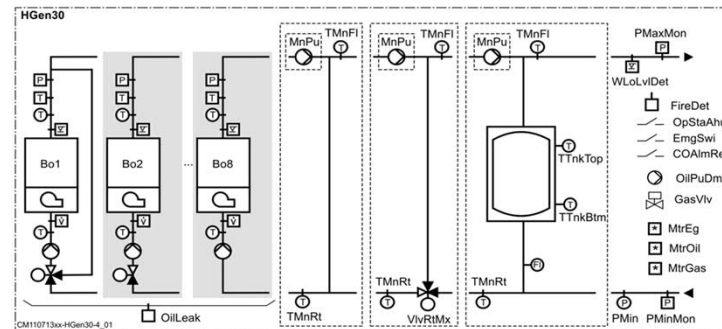 HGen30
P
T
T
Bo1
T
P
T
T
Bo2
V
T
...
P
T
T
Bo8
V
T
OilLeak
CM110713xx-HGen30-4_01
MnPu
TMnFl
T
TMnRt
T
MnPu
TMnFl
T
TMnRt
T
VlvRtMx
MnPu
TMnFl
T
T
TTnkTop
T
TTnkBtm
FI
TMnRt
T
PMaxMon
P
WLoLvlDet
FireDet
OpStaAhu
EmgSwi
COAlmRe
OilPuDm
GasVlv
* MtrEg
* MtrOil
* MtrGas
P
P
PMin
PMinMon